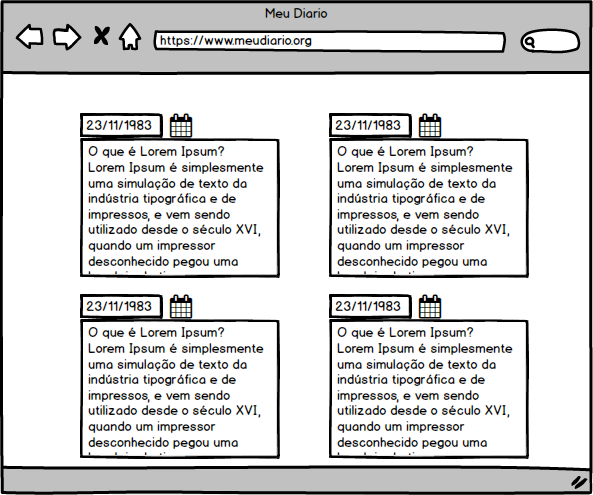 Meu Diario
https://www.meudiario.org
23/11/1983
O que é Lorem Ipsum?
Lorem Ipsum é simplesmente
uma simulação de texto da
indústria tipográfica e de
impressos, e vem sendo
utilizado desde o século XVI,
quando um impressor
desconhecido pegou uma
23/11/1983
O que é Lorem Ipsum?
Lorem Ipsum é simplesmente
uma simulação de texto da
indústria tipográfica e de
impressos, e vem sendo
utilizado desde o século XVI,
quando um impressor
desconhecido pegou uma
23/11/1983
O que é Lorem Ipsum?
Lorem Ipsum é simplesmente
uma simulação de texto da
indústria tipográfica e de
impressos, e vem sendo
utilizado desde o século XVI,
quando um impressor
desconhecido pegou uma
23/11/1983
O que é Lorem Ipsum?
Lorem Ipsum é simplesmente
uma simulação de texto da
indústria tipográfica e de
impressos, e vem sendo
utilizado desde o século XVI,
quando um impressor
desconhecido pegou uma